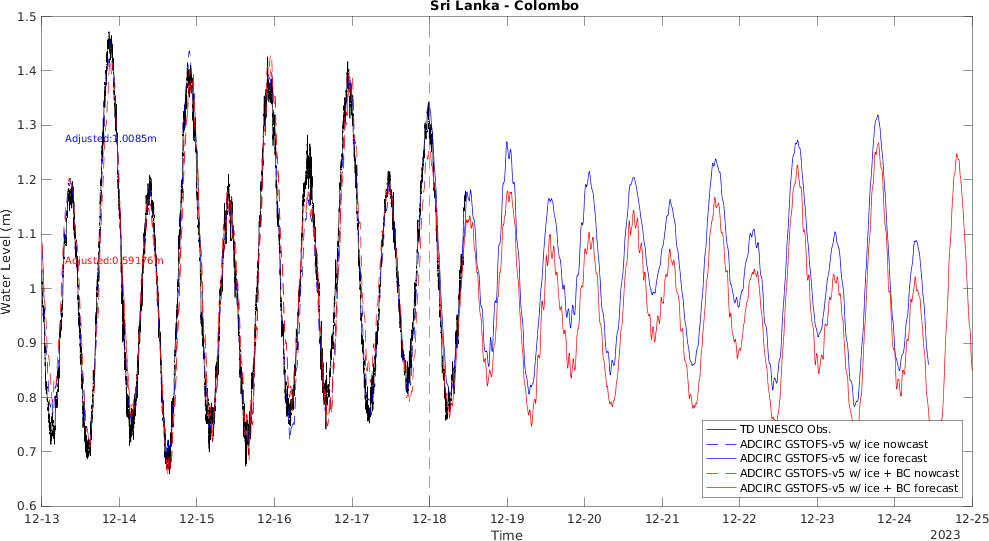 Sri Lanka - Colombo
Water Level (m)
1.5
1.4
1.3
1.2
1.1
1
0.9
0.8
0.7
0.6
Adjusted:1.0085m
Adjusted:0.59176m
TD UNESCO Obs.
ADCIRC GSTOFS-v5 w/ ice nowcast
ADCIRC GSTOFS-v5 w/ ice forecast
ADCIRC GSTOFS-v5 w/ ice + BC nowcast
ADCIRC GSTOFS-v5 w/ ice + BC forecast
12-13 12-14 12-15 12-16 12-17 12-18 12-19 12-20 12-21 12-22 12-23 12-24 12-25
Time
2023